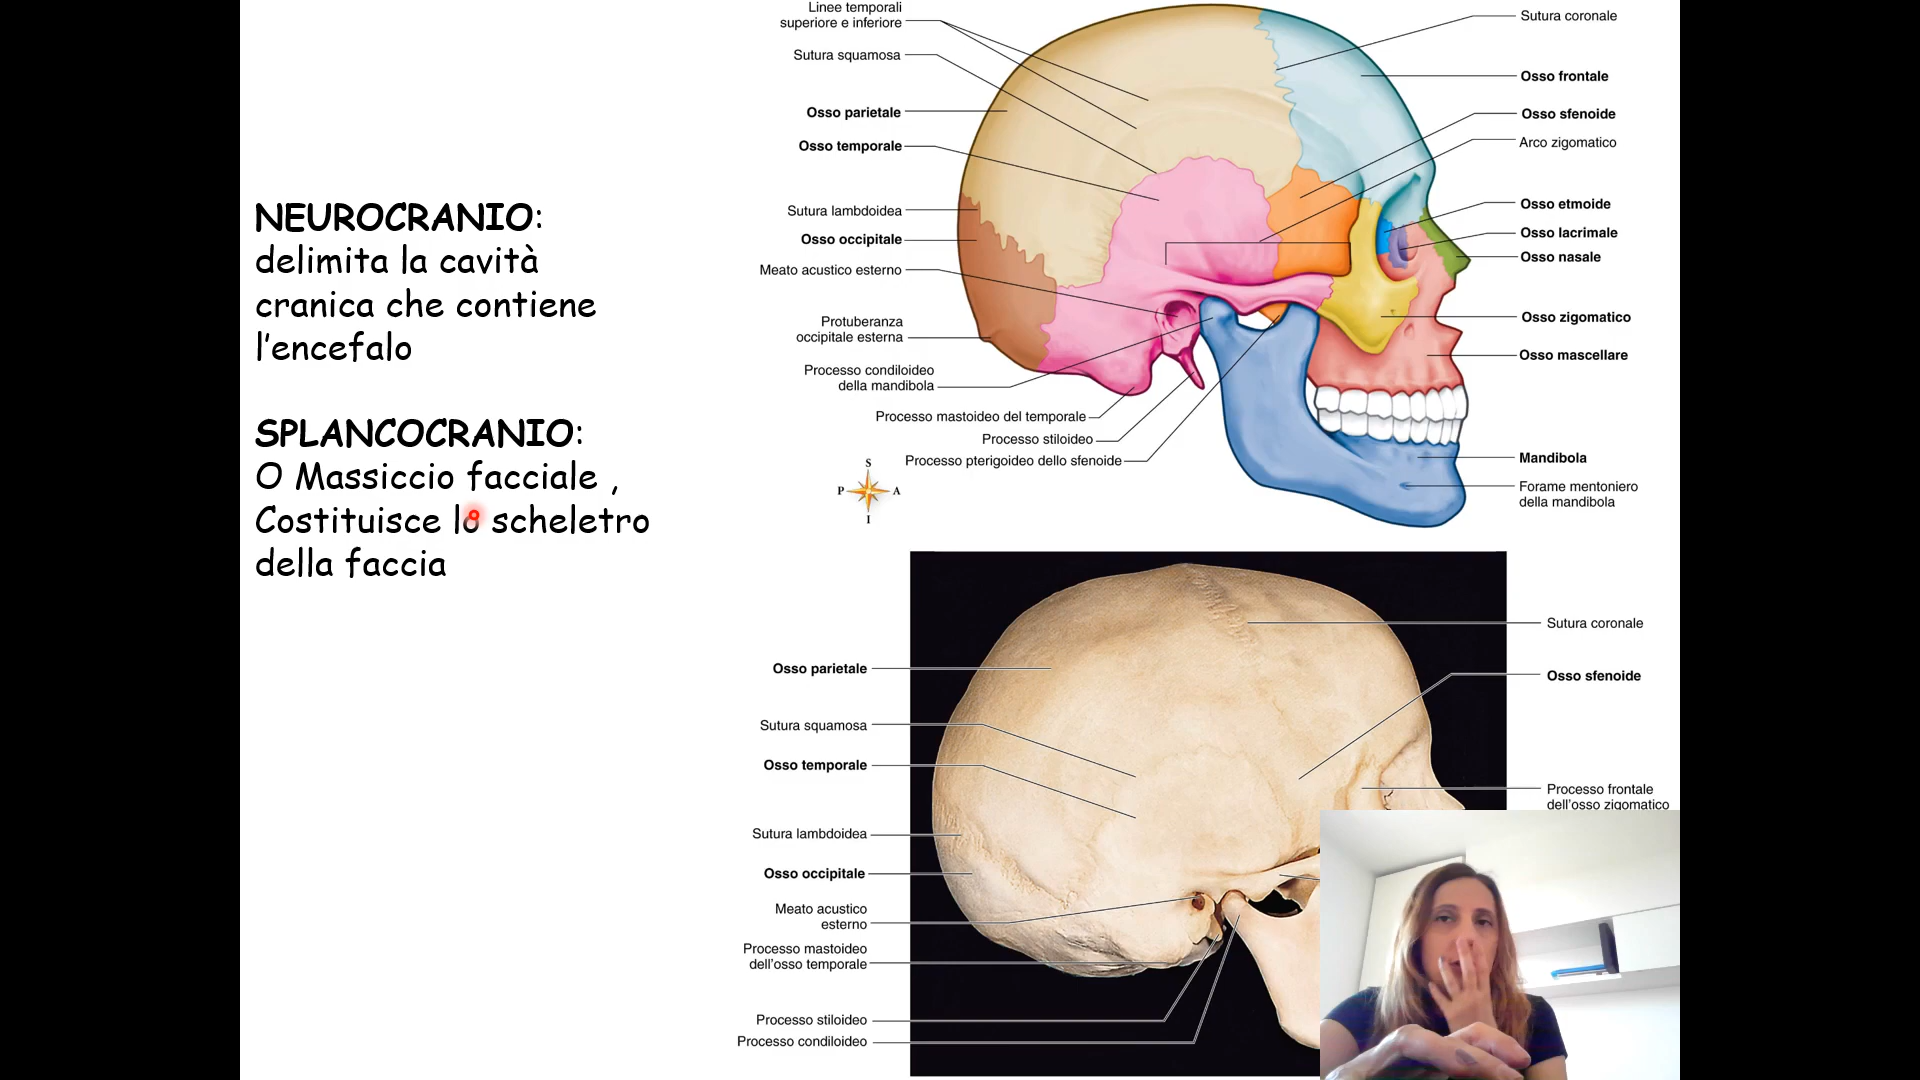 NEUROCRANIO:
delimita la cavità
cranica che contiene
l'encefalo
SPLANCOCRANIO:
O Massiccio facciale ,
Costituisce lo scheletro
della faccia
Linee temporali
superiore e inferiore
Sutura squamosa
Osso parietale
Osso temporale
Sutura lambdoidea
Osso occipitale
Meato acustico esterno
Protuberanza
occipitale esterna
Processo condiloideo
della mandibola
Processo mastoideo del temporale
Processo stiloideo
Processo pterigoideo dello sfenoide
S
P
A
I
Sutura coronale
Osso frontale
Osso sfenoide
Arco zigomatico
Osso etmoide
Osso lacrimale
Osso nasale
Osso zigomatico
Osso mascellare
Mandibola
Forame mentoniero
della mandibola
Osso parietale
Sutura squamosa
Osso temporale
Sutura lambdoidea
Osso occipitale
Meato acustico
esterno
Processo mastoideo
dell'osso temporale
Processo stiloideo
Processo condiloideo
Sutura coronale
Osso sfenoide
Processo frontale
dell'osso zigomatico